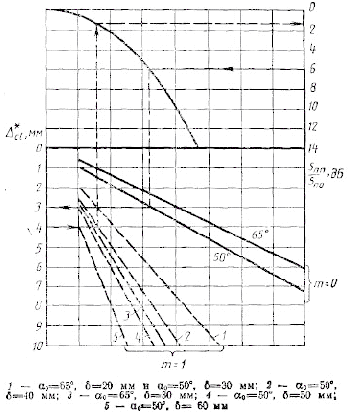 0
2
4
6
8
10
12
14
Δ*ct, мм
Sпп/Sпо, дБ
0
1
2
3
4
5
6
7
8
9
10
65°
50°
m=0
5 3 4 2 1
m=1
1 — α0=65°, δ=20 мм и α0=50°, δ=30 мм; 2 — α0=50°,
δ=40 мм; 3 — α0=65°, δ=30 мм; 4 — α0=50°, δ=50 мм;
5 — α0=50°, δ= 60 мм